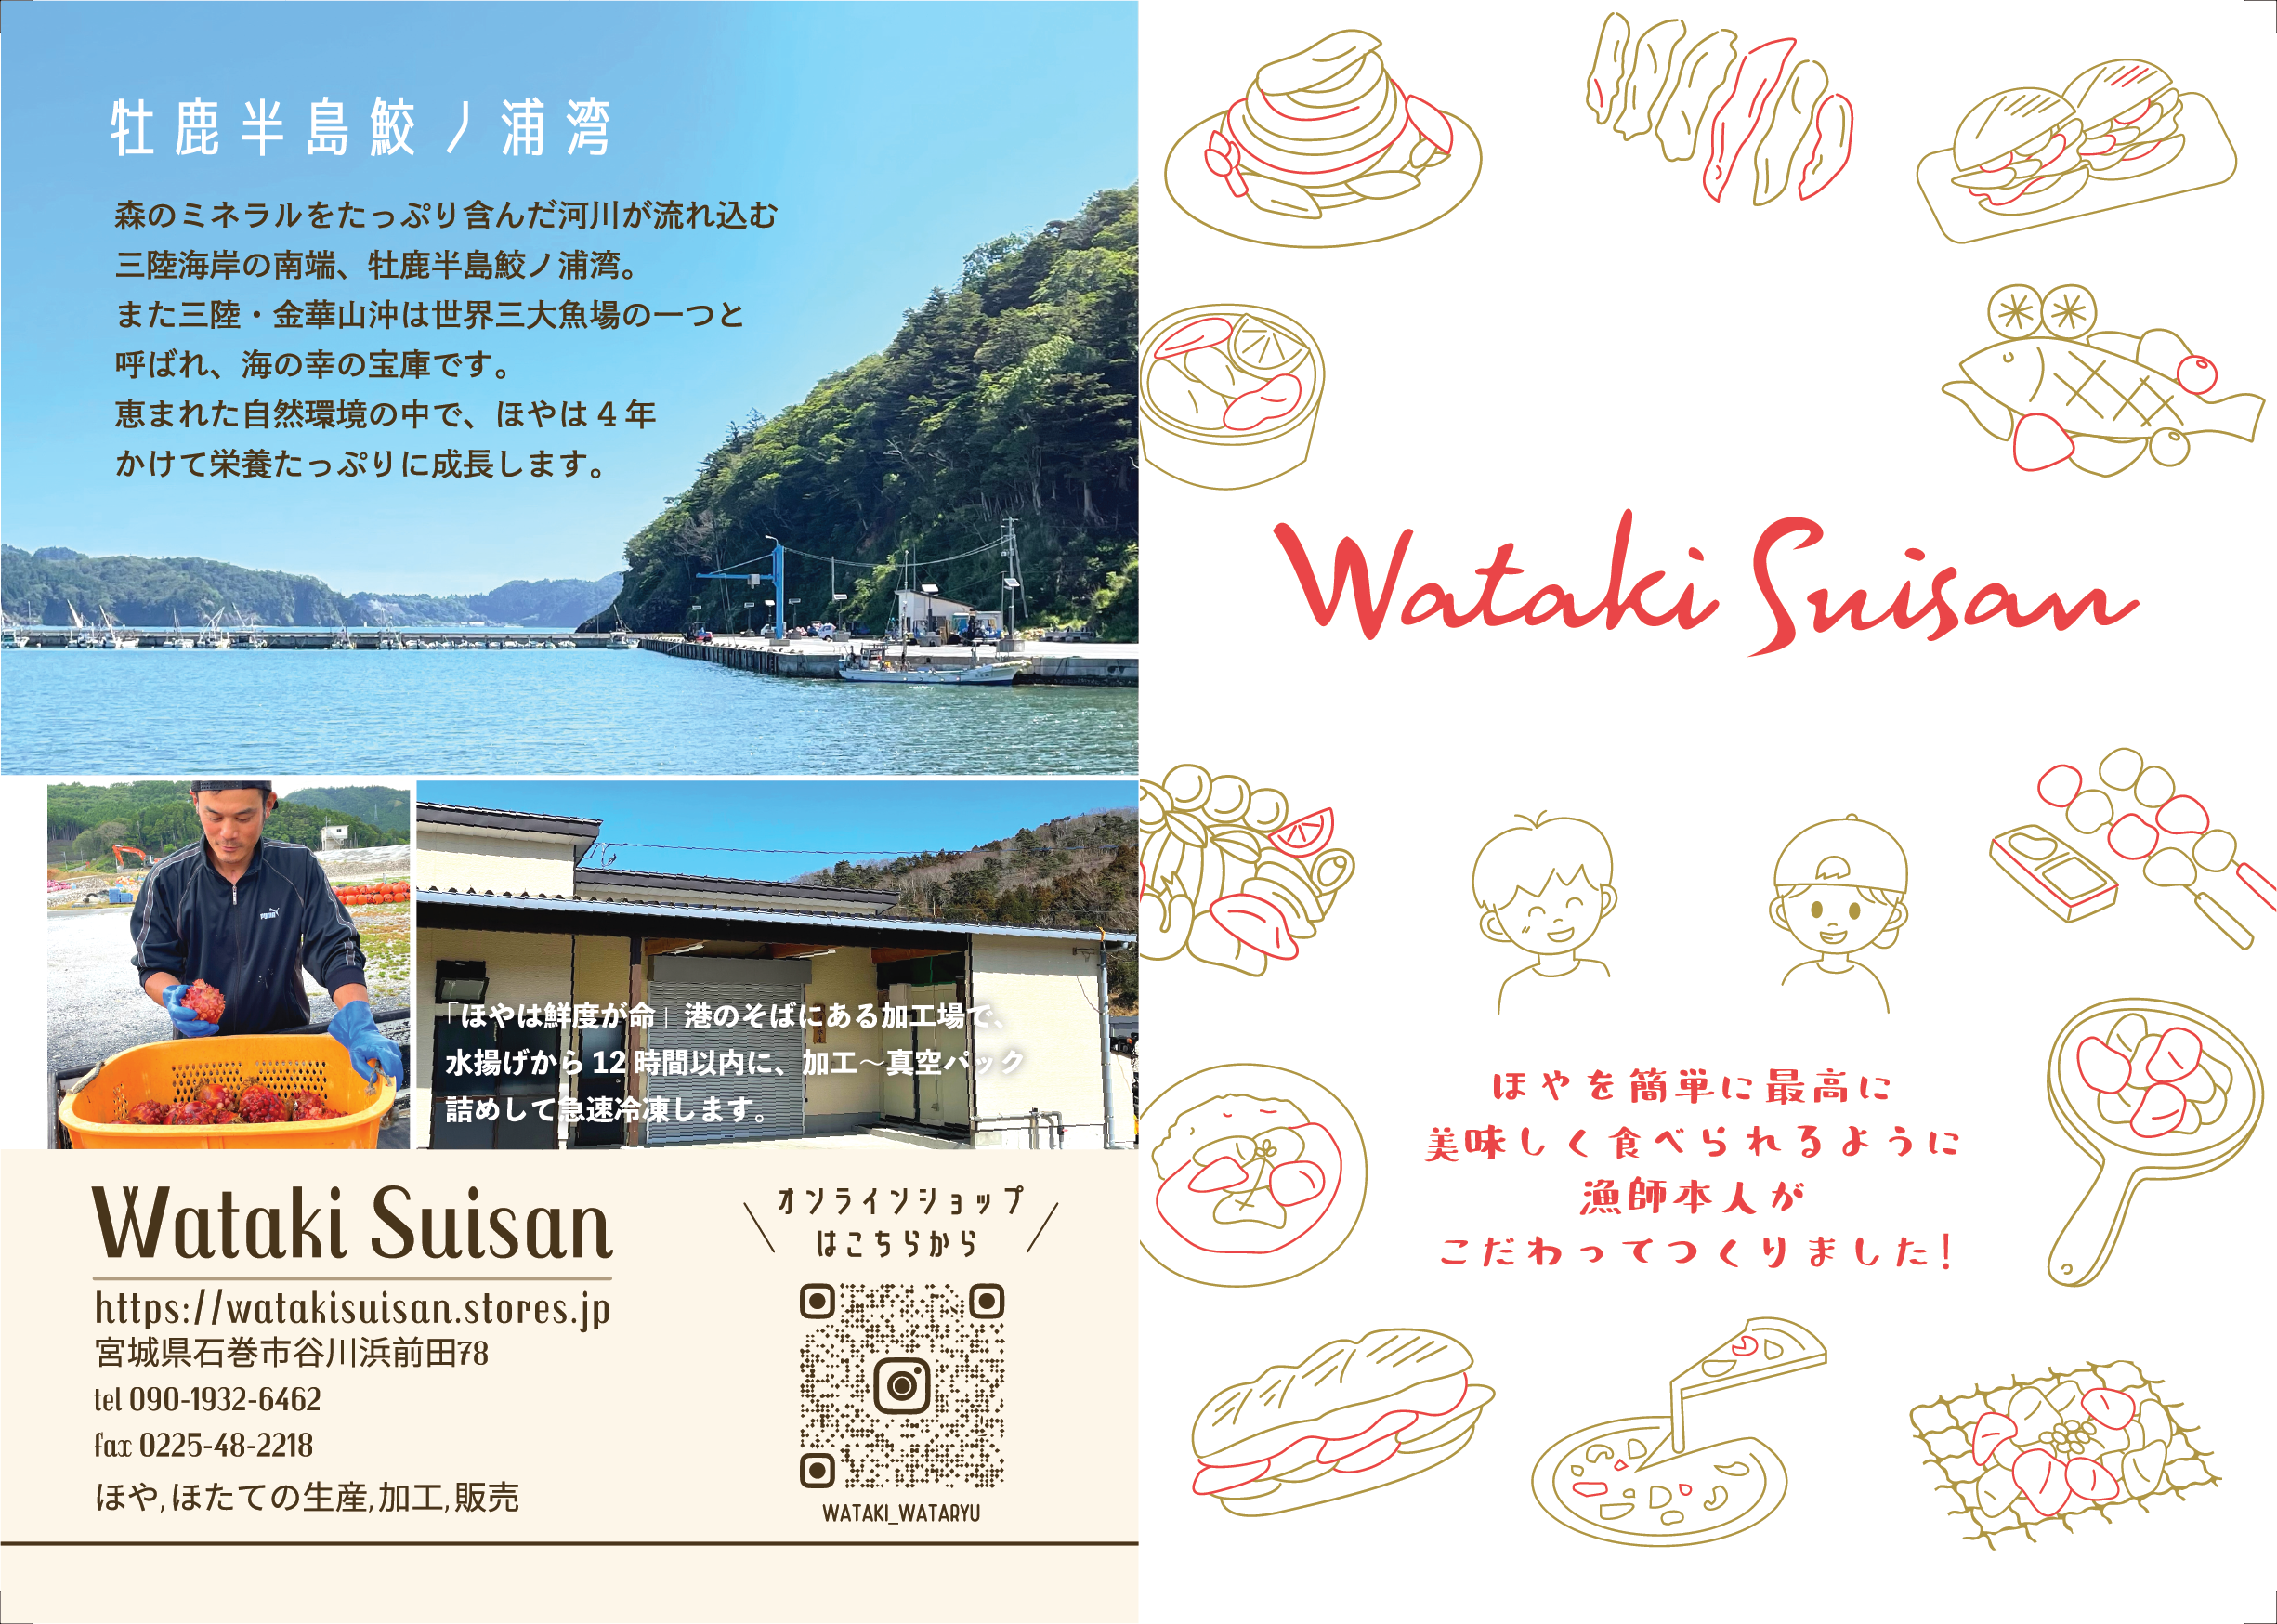 牡鹿半島鮫ノ浦湾
森のミネラルをたっぷり含んだ河川が流れ込む
三陸海岸の南端、牡鹿半島鮫ノ浦湾。
また三陸・金華山沖は世界三大魚場の一つと
呼ばれ、海の幸の宝庫です。
恵まれた自然環境の中で、ほやは4年
かけて栄養たっぷりに成長します。
「ほやは鮮度が命」港のそばにある加工場で、
水揚げから12時間以内に、加工〜真空パック
詰めして急速冷凍します。
Wataki Suisan
https://watakisuisan.stores.jp
宮城県石巻市谷川浜前田78
tel 090-1932-6462
fax 0225-48-2218
ほや,ほたての生産,加工,販売
オンラインショップ
はこちらから
WATAKI_WATARYU
Wataki Suisan
ほやを簡単に最高に
美味しく食べられるように
漁師本人が
こだわってつくりました!